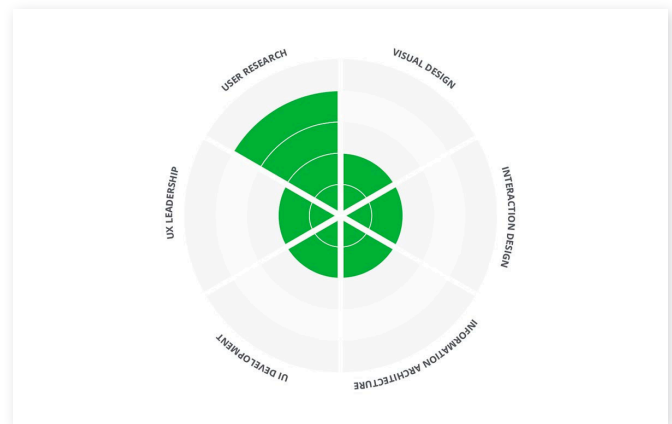 USER RESEARCH
VISUAL DESIGN
UX LEADERSHIP
INTERACTION DESIGN
UI DEVELOPMENT
INFORMATION ARCHITECTURE